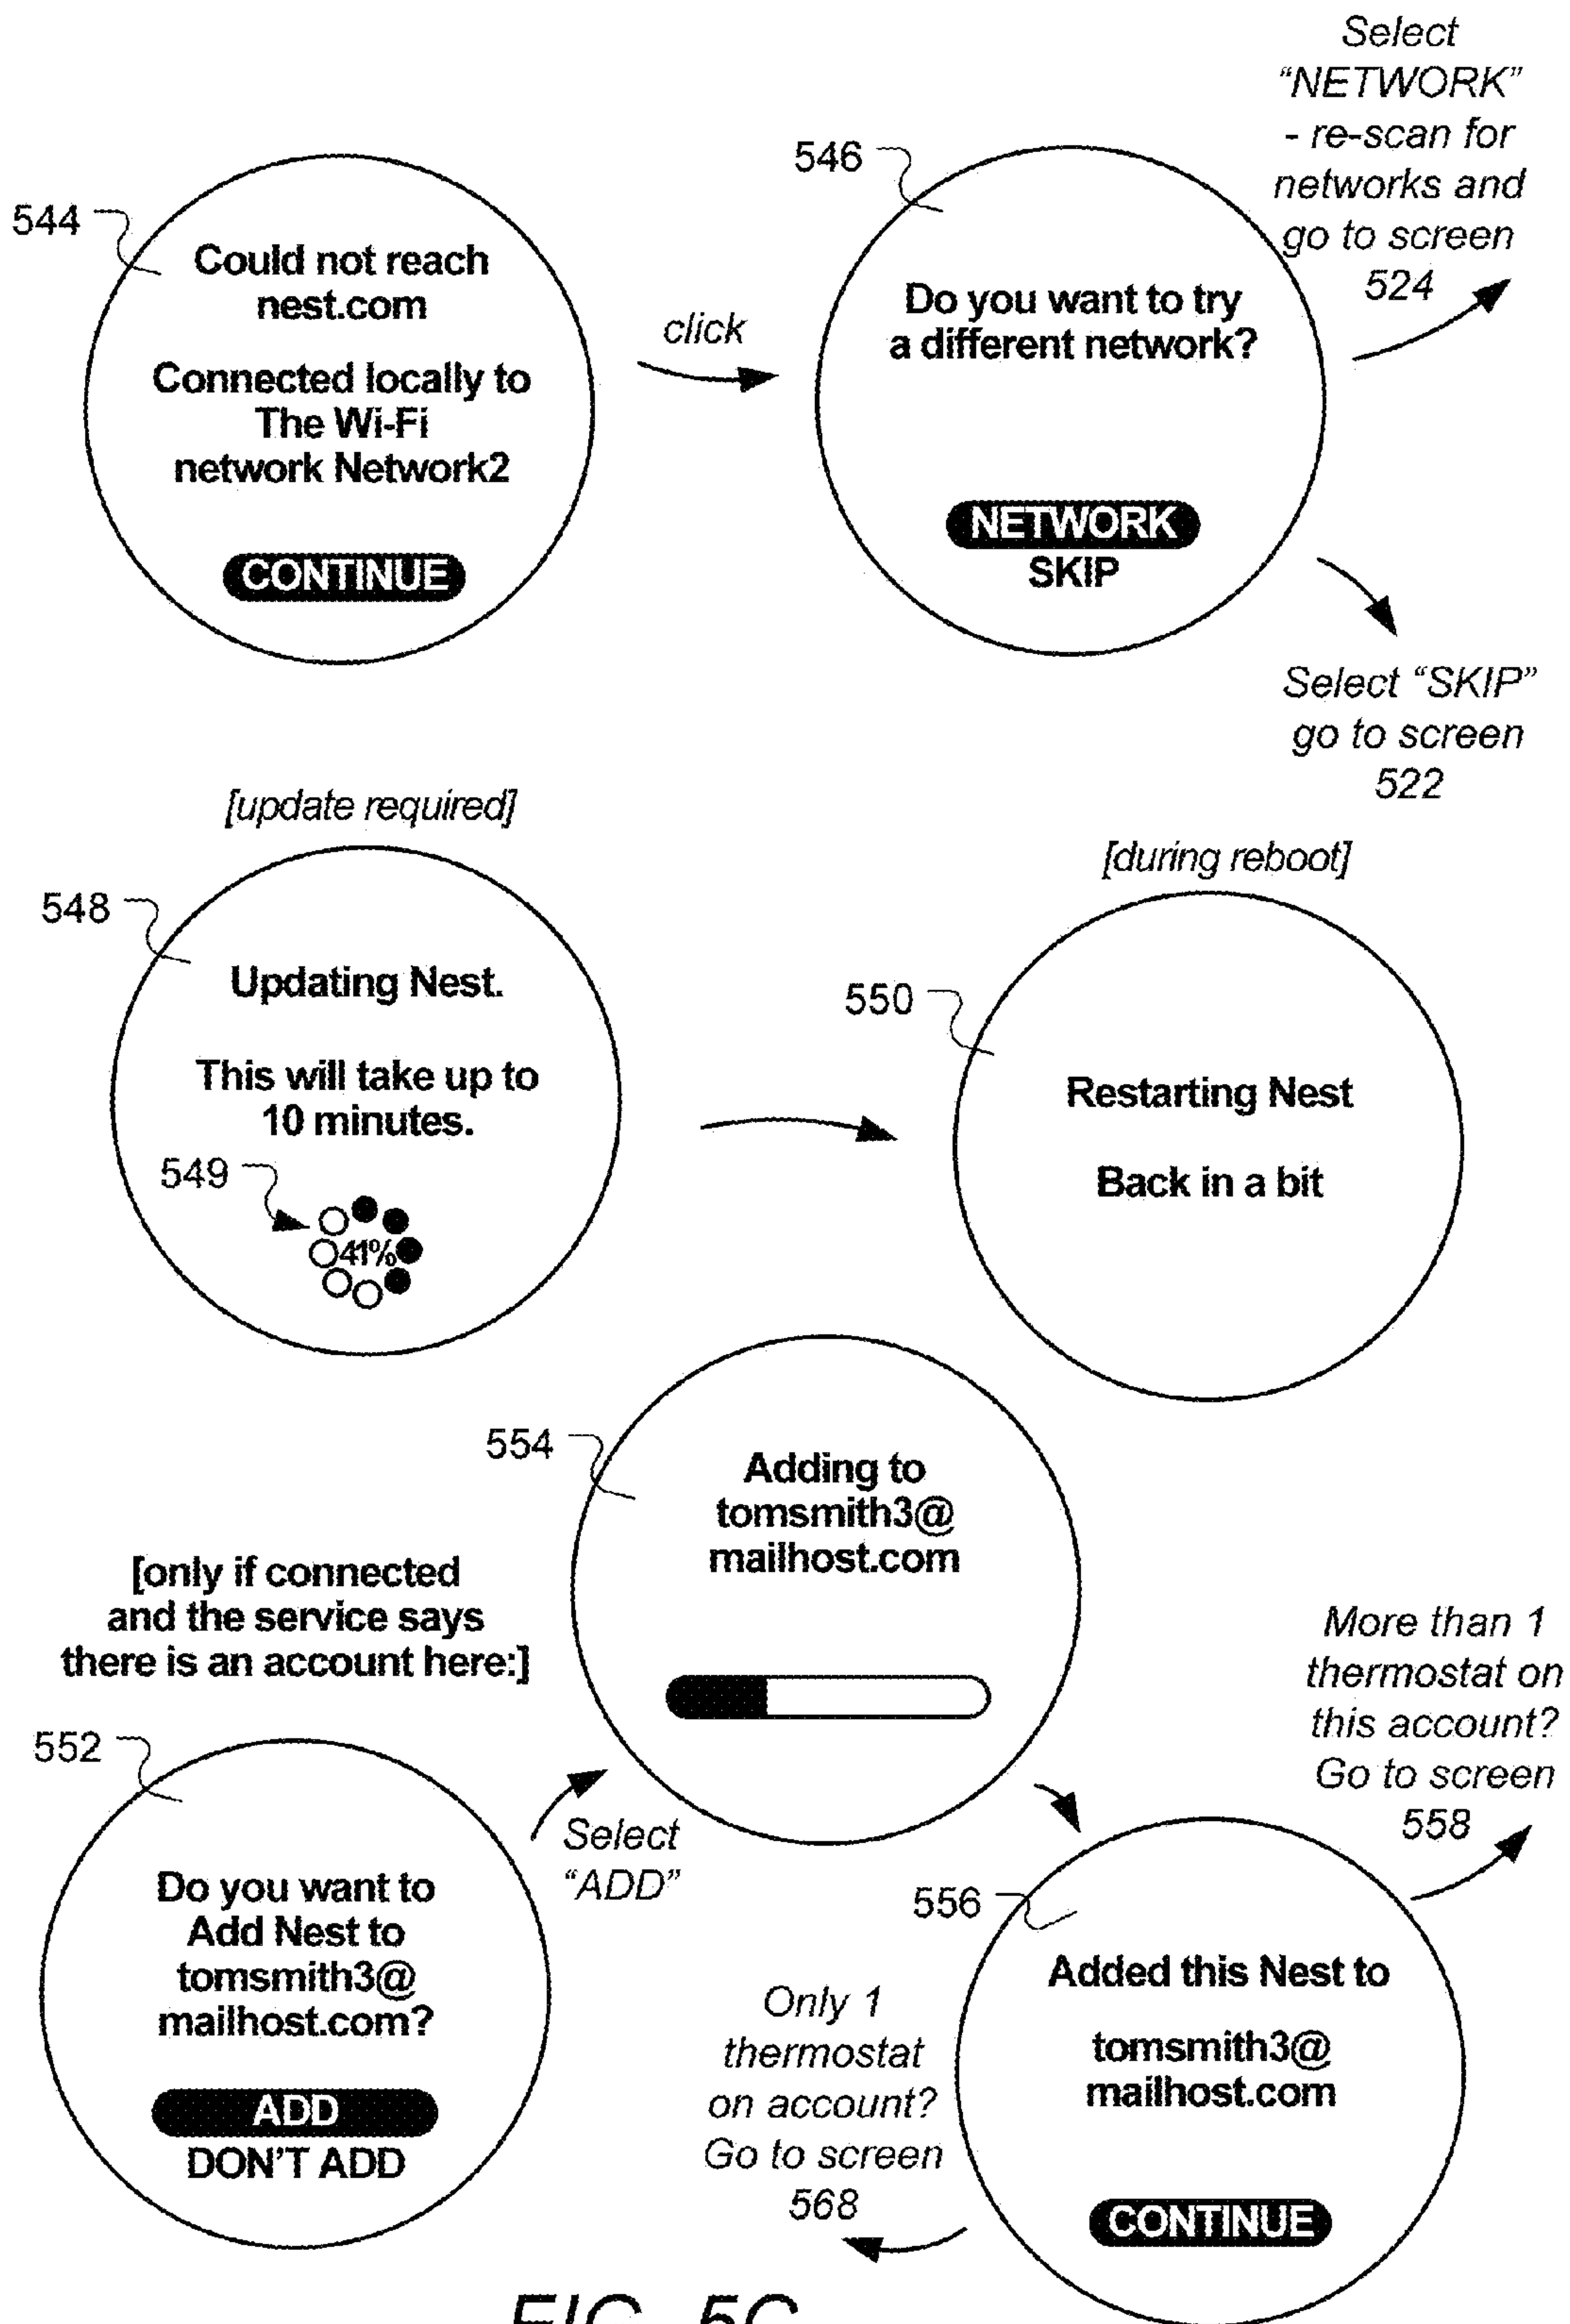 Select
“NETWORK”
- re-scan for
networks and
go to screen
524
546
544
Could not reach
nest.com
Connected locally to
The Wi-Fi
network Network2
CONTINUE
click
Do you want to try
a different network?
NETWORK
SKIP
Select “SKIP”
go to screen
522
[update required]
548
Updating Nest.
This will take up to
10 minutes.
549
41%
[during reboot]
550
Restarting Nest
Back in a bit
554
Adding to
tomsmith3@
mailhost.com
[only if connected
and the service says
there is an account here:]
552
Do you want to
Add Nest to
tomsmith3@
mailhost.com?
ADD
DON’T ADD
Select
“ADD”
More than 1
thermostat on
this account?
Go to screen
558
556
Added this Nest to
tomsmith3@
mailhost.com
CONTINUE
Only 1
thermostat
on account?
Go to screen
568
FIG. 5C